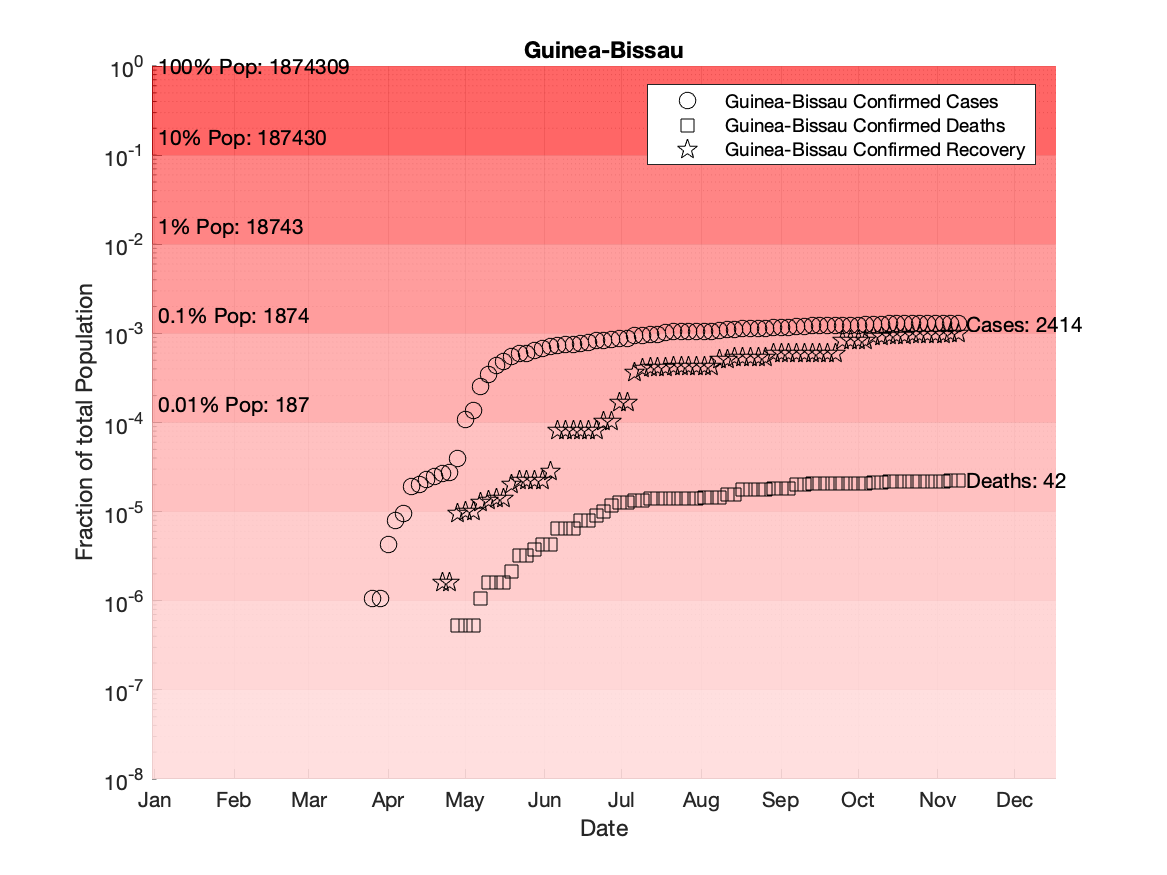 Guinea-Bissau
10⁰
100% Pop: 1874309
Guinea-Bissau Confirmed Cases
Guinea-Bissau Confirmed Deaths
Guinea-Bissau Confirmed Recovery
10% Pop: 187430
10⁻¹
1% Pop: 18743
10⁻²
0.1% Pop: 1874
10⁻³
Cases: 2414
0.01% Pop: 187
10⁻⁴
Deaths: 42
10⁻⁵
10⁻⁶
10⁻⁷
10⁻⁸
Fraction of total Population
Jan Feb Mar Apr May Jun Jul Aug Sep Oct Nov Dec
Date